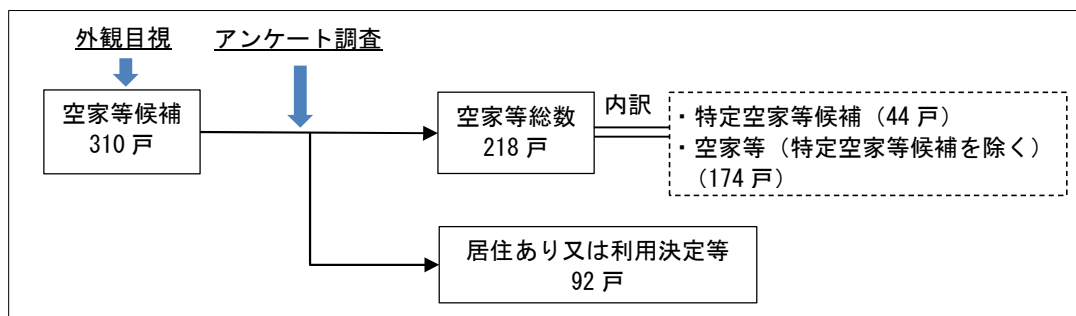 外観目視
アンケート調査
空家等候補
310 戸
空家等総数
218 戸
内訳
・特定空家等候補（44 戸）
・空家等（特定空家等候補を除く）
（174 戸）
居住あり又は利用決定等
92 戸